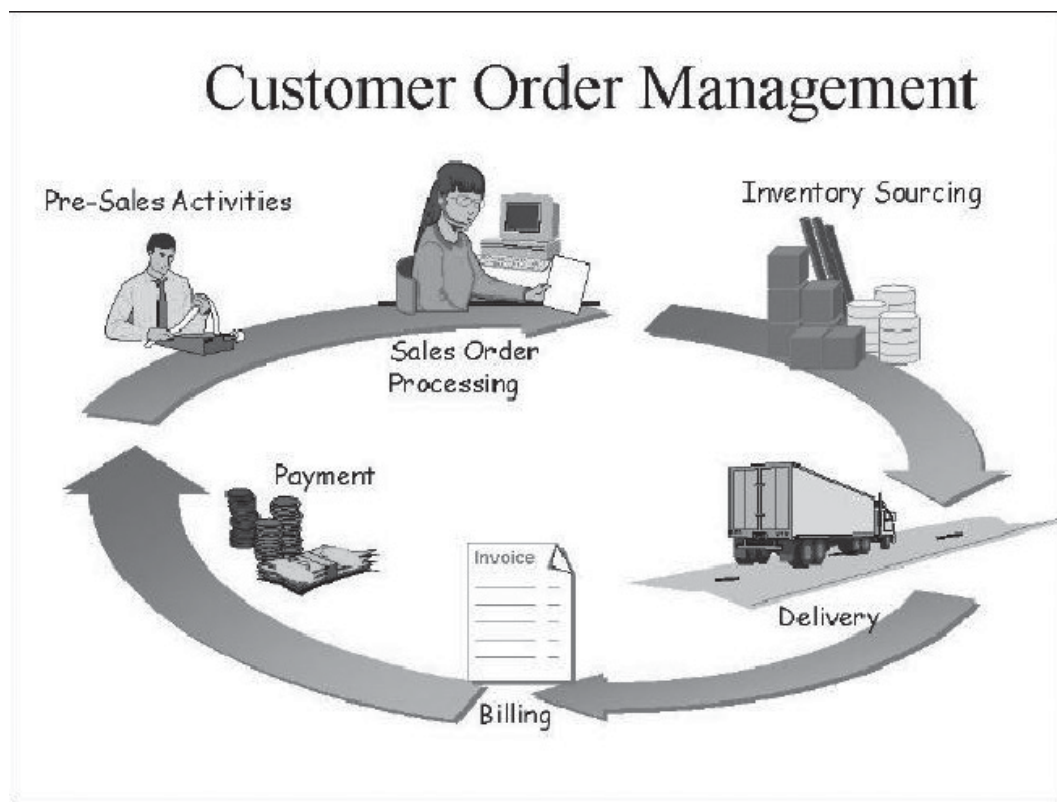 Customer Order Management
Pre-Sales Activities
Inventory Sourcing
Sales Order
Processing
Payment
Invoice
Delivery
Billing